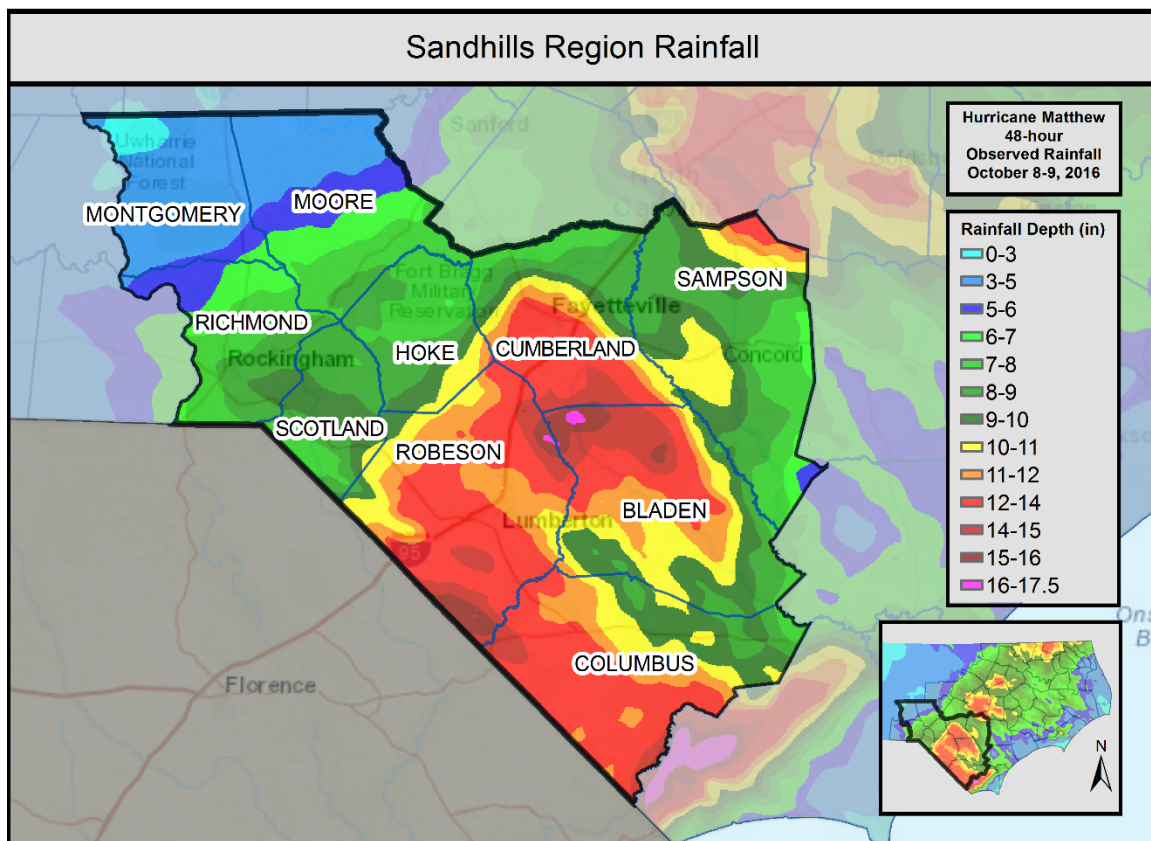 Sandhills Region Rainfall
Hurricane Matthew
48-hour
Observed Rainfall
October 8-9, 2016
Rainfall Depth (in)
0-3
3-5
5-6
6-7
7-8
8-9
9-10
10-11
11-12
12-14
14-15
15-16
16-17.5
Sanford
Uwharrie
National
Forest
MONTGOMERY
MOORE
Fort Bragg
Military
Reservation
SAMPSON
Fayetteville
RICHMOND
Rockingham
HOKE
CUMBERLAND
Concord
SCOTLAND
ROBESON
BLADEN
Lumberton
95
COLUMBUS
Florence
N